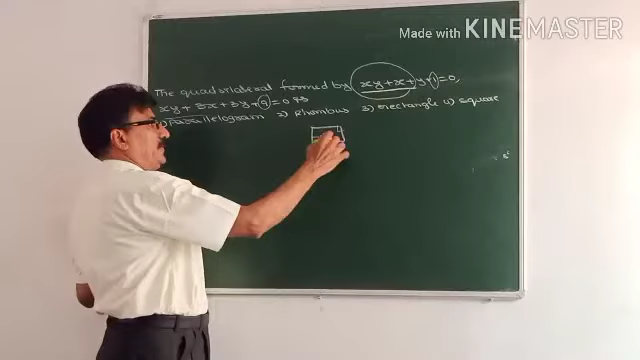 Made with KINEMASTER
The quadrilateral formed by xy+x+y+1=0,
xy+3x+3y+9=0 is
1) Parallelogram 2) Rhombus 3) rectangle 4) square